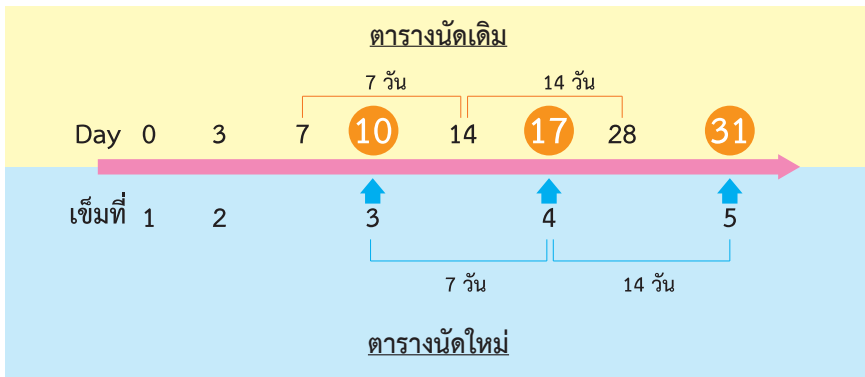 ตารางนัดเดิม
7 วัน 14 วัน
Day 0 3 7 10 14 17 28 31
เข็มที่ 1 2 3 4 5
7 วัน 14 วัน
ตารางนัดใหม่